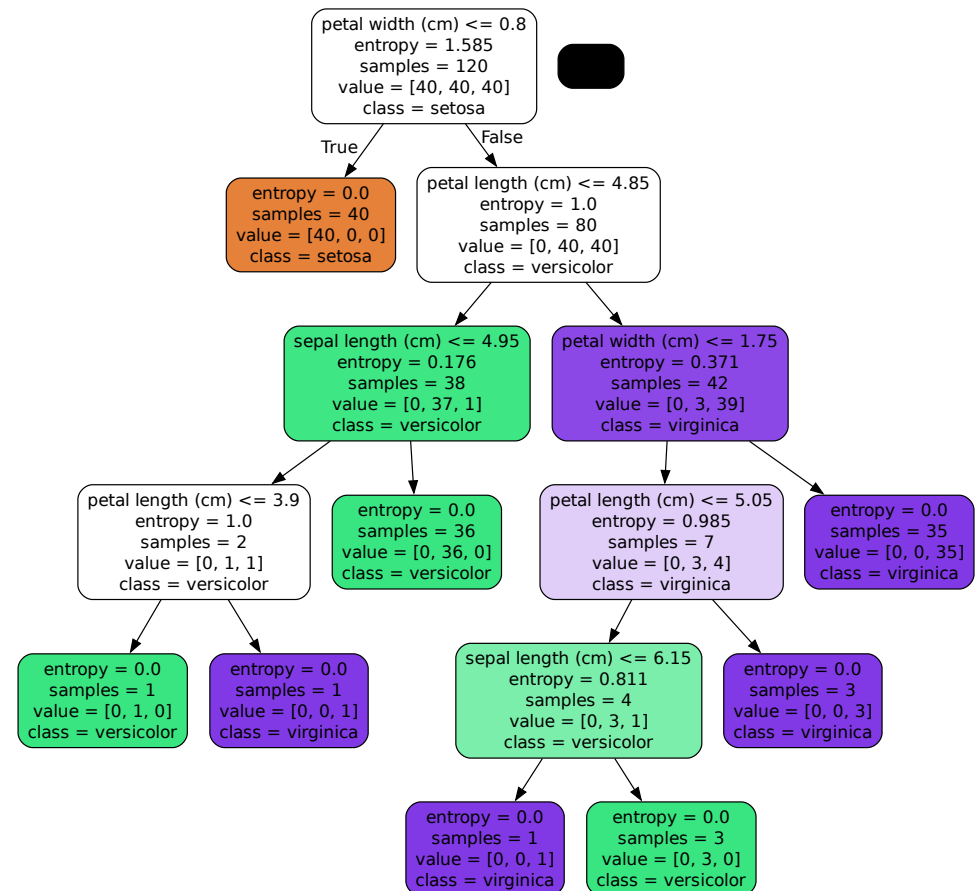 petal width (cm) <= 0.8
entropy = 1.585
samples = 120
value = [40, 40, 40]
class = setosa
True
False
entropy = 0.0
samples = 40
value = [40, 0, 0]
class = setosa
petal length (cm) <= 4.85
entropy = 1.0
samples = 80
value = [0, 40, 40]
class = versicolor
sepal length (cm) <= 4.95
entropy = 0.176
samples = 38
value = [0, 37, 1]
class = versicolor
petal width (cm) <= 1.75
entropy = 0.371
samples = 42
value = [0, 3, 39]
class = virginica
petal length (cm) <= 3.9
entropy = 1.0
samples = 2
value = [0, 1, 1]
class = versicolor
entropy = 0.0
samples = 36
value = [0, 36, 0]
class = versicolor
petal length (cm) <= 5.05
entropy = 0.985
samples = 7
value = [0, 3, 4]
class = virginica
entropy = 0.0
samples = 35
value = [0, 0, 35]
class = virginica
entropy = 0.0
samples = 1
value = [0, 1, 0]
class = versicolor
entropy = 0.0
samples = 1
value = [0, 0, 1]
class = virginica
sepal length (cm) <= 6.15
entropy = 0.811
samples = 4
value = [0, 3, 1]
class = versicolor
entropy = 0.0
samples = 3
value = [0, 0, 3]
class = virginica
entropy = 0.0
samples = 1
value = [0, 0, 1]
class = virginica
entropy = 0.0
samples = 3
value = [0, 3, 0]
class = versicolor